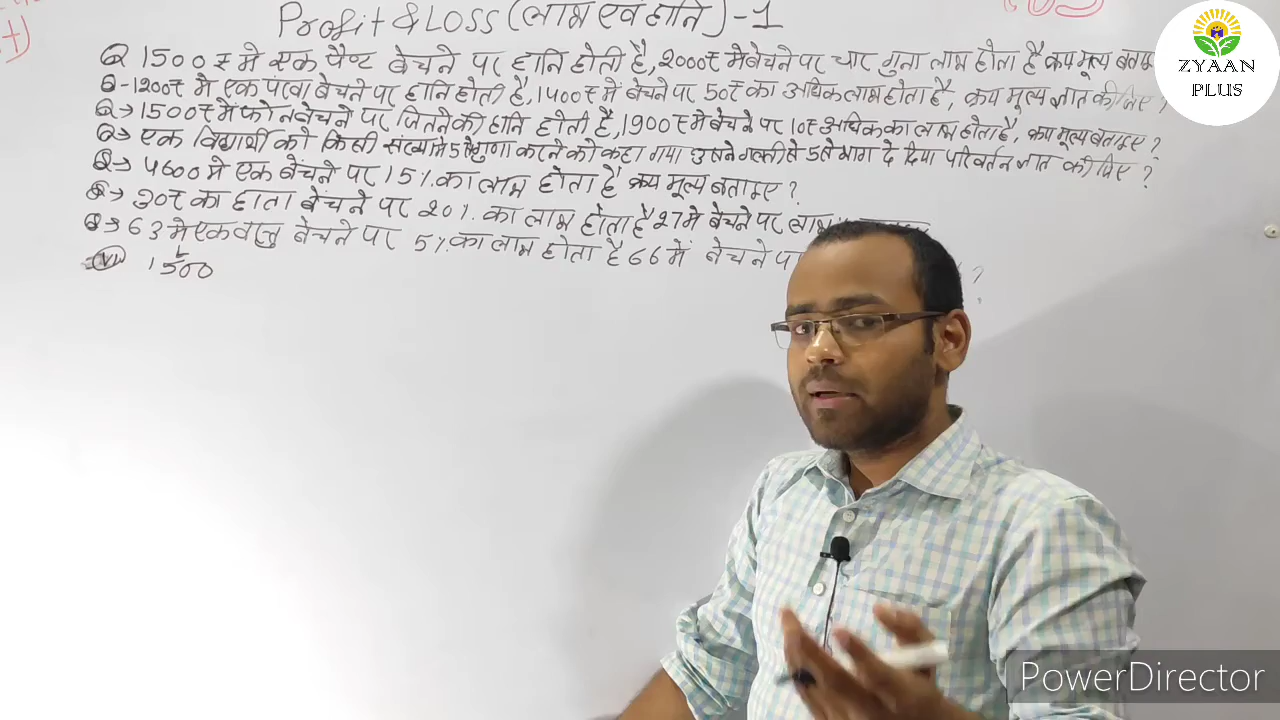 Profit & LOSS (लाभ एवं हानि) -1
Q 1500₹ मे एक पैण्ट बेचने पर हानि होती है, 2000₹ मे बेचने पर चार गुना लाभ होता है क्रय मूल्य बताए
Q-1200₹ में एक पंखा बेचने पर हानि होती है, 1400₹ में बेचने पर 50₹ का अधिक लाभ होता है, क्रय मूल्य ज्ञात कीजिए ?
Q→1500₹ में फोन बेचने पर जितने की हानि होती है, 1900₹ मे बेचने पर 10₹ अधिक का लाभ होता है, क्रय मूल्य बताइए ?
Q→ एक विद्यार्थी को किसी संख्या में 5 से गुणा करने को कहा गया उसने गलती से 5 से भाग दे दिया परिवर्तन ज्ञात कीजिए ?
Q→ 4600 मे एक बेंचने पर 15%. का लाभ होता है क्रय मूल्य बताइए ?
Q→ 30₹ का छाता बेंचने पर 20%. का लाभ होता है 27 मे बेंचने पर लाभ
Q→ 63 मे एक वस्तु बेंचने पर 5%. का लाभ होता है 66 में बेचने प ?
1500
ZYAAN
PLUS
PowerDirector